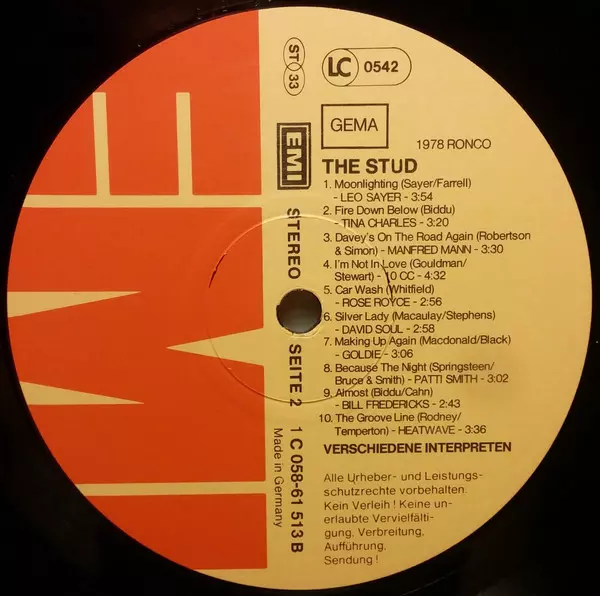 ST 33
LC 0542
GEMA
1978 RONCO
EMI
THE STUD
1. Moonlighting (Sayer/Farrell)
- LEO SAYER - 3:54
2. Fire Down Below (Biddu)
- TINA CHARLES - 3:20
3. Davey's On The Road Again (Robertson
& Simon) - MANFRED MANN - 3:30
4. I'm Not In Love (Gouldman/
Stewart) - 10 CC - 4:32
5. Car Wash (Whitfield)
- ROSE ROYCE - 2:56
6. Silver Lady (Macaulay/Stephens)
- DAVID SOUL - 2:58
7. Making Up Again (Macdonald/Black)
- GOLDIE - 3:06
8. Because The Night (Springsteen/
Bruce & Smith) - PATTI SMITH - 3:02
9. Almost (Biddu/Cahn)
- BILL FREDERICKS - 2:43
10. The Groove Line (Rodney/
Temperton) - HEATWAVE - 3:36
VERSCHIEDENE INTERPRETEN
Alle Urheber- und Leistungs-
schutzrechte vorbehalten.
Kein Verleih! Keine un-
erlaubte Vervielfälti-
gung, Verbreitung,
Aufführung,
Sendung!
STEREO SEITE 2 1 C 058-61 513 B
Made in Germany
EMI